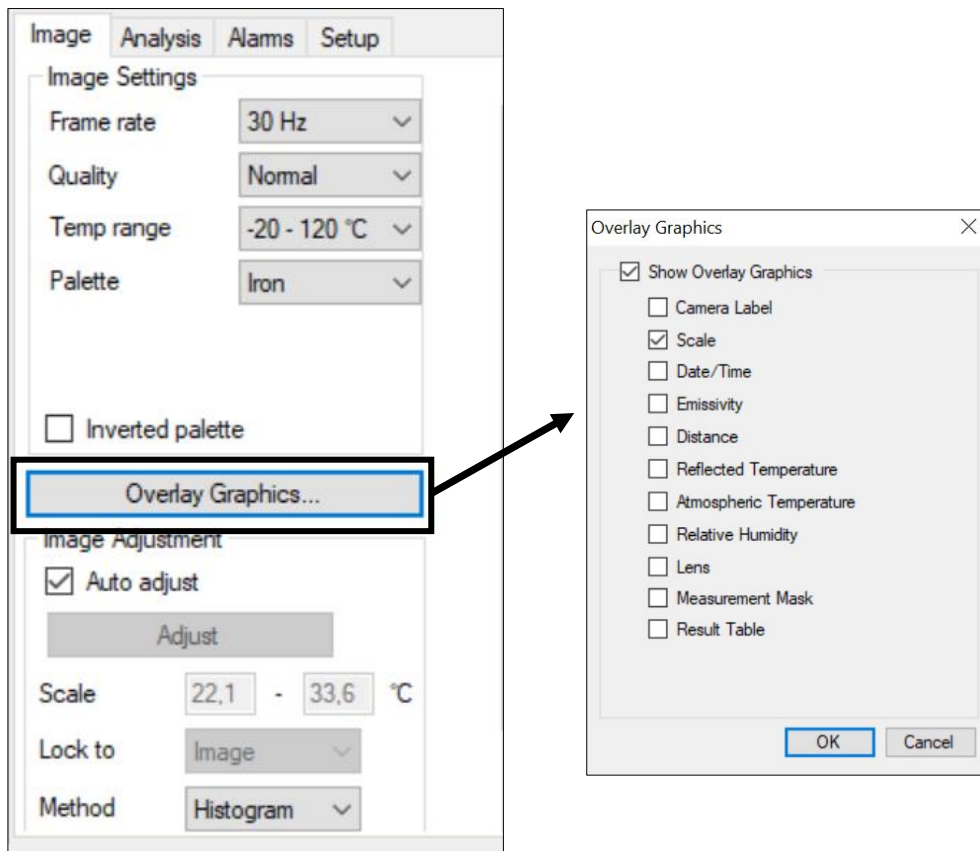 Image Analysis Alarms Setup
Image Settings
Frame rate 30 Hz
Quality Normal
Temp range -20 - 120 °C
Palette Iron
Inverted palette
Overlay Graphics...
Image Adjustment
Auto adjust
Adjust
Scale 22,1 - 33,6 °C
Lock to Image
Method Histogram
Overlay Graphics
Show Overlay Graphics
Camera Label
Scale
Date/Time
Emissivity
Distance
Reflected Temperature
Atmospheric Temperature
Relative Humidity
Lens
Measurement Mask
Result Table
OK Cancel